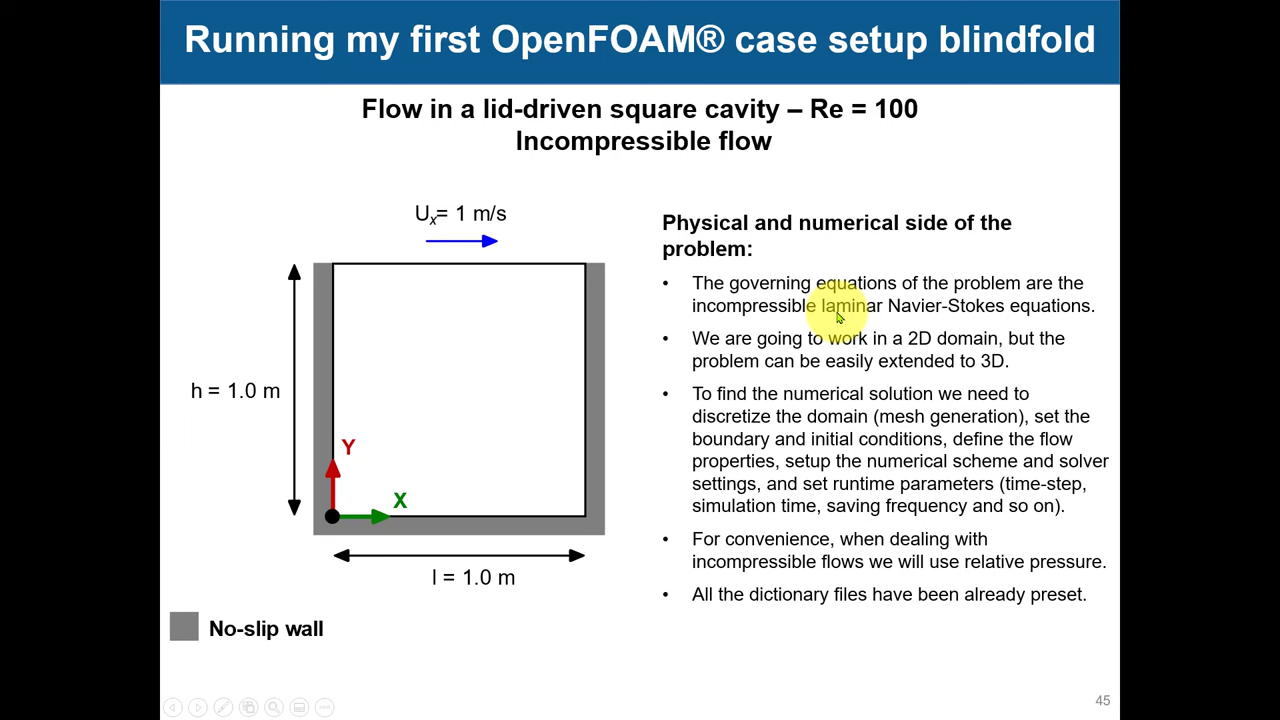 Running my first OpenFOAM® case setup blindfold
Flow in a lid-driven square cavity – Re = 100
Incompressible flow
Ux= 1 m/s
h = 1.0 m
Y
X
l = 1.0 m
No-slip wall
Physical and numerical side of the
problem:
• The governing equations of the problem are the
incompressible laminar Navier-Stokes equations.
• We are going to work in a 2D domain, but the
problem can be easily extended to 3D.
• To find the numerical solution we need to
discretize the domain (mesh generation), set the
boundary and initial conditions, define the flow
properties, setup the numerical scheme and solver
settings, and set runtime parameters (time-step,
simulation time, saving frequency and so on).
• For convenience, when dealing with
incompressible flows we will use relative pressure.
• All the dictionary files have been already preset.
45